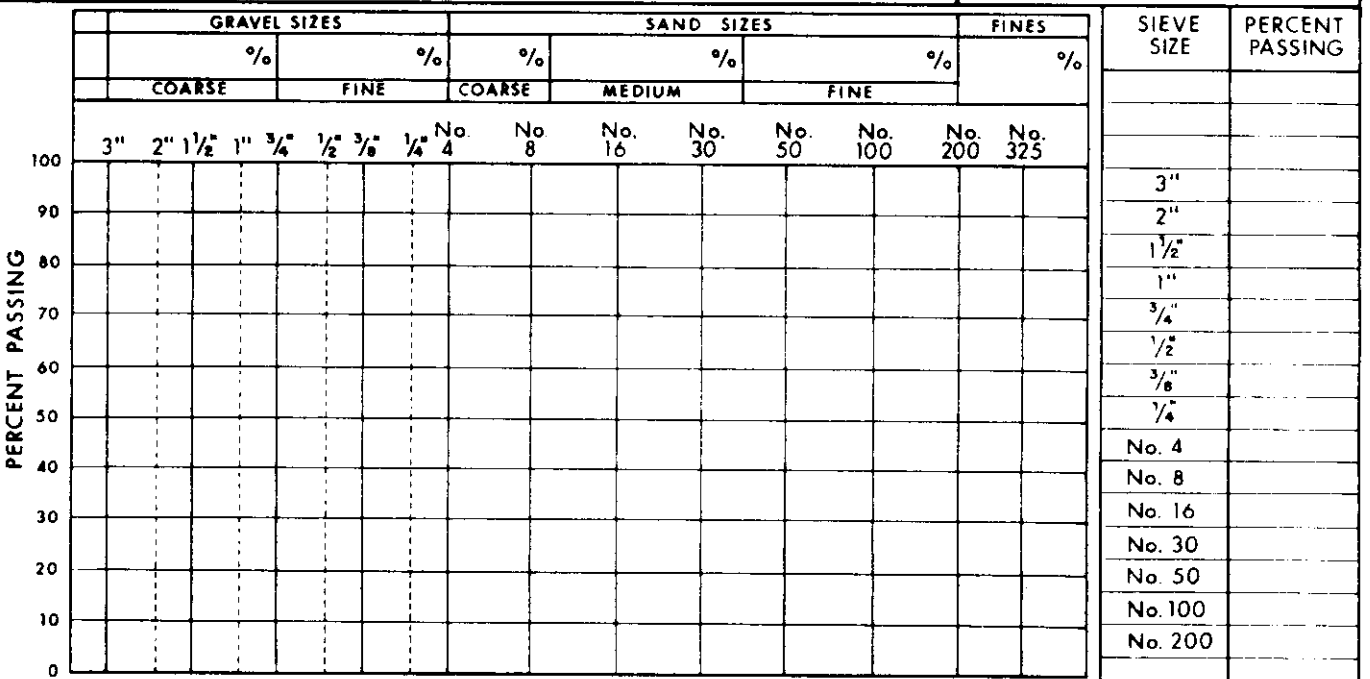 GRAVEL SIZES SAND SIZES FINES
% % % % % %
COARSE FINE COARSE MEDIUM FINE
3" 2" 1½" 1" ¾" ½" ⅜" ¼" No. 4 No 8 No. 16 No. 30 No. 50 No. 100 No. 200 No. 325
PERCENT PASSING
100
90
80
70
60
50
40
30
20
10
0
SIEVE SIZE PERCENT PASSING
3"
2"
1½"
1"
¾"
½"
⅜"
¼"
No. 4
No. 8
No. 16
No. 30
No. 50
No. 100
No. 200